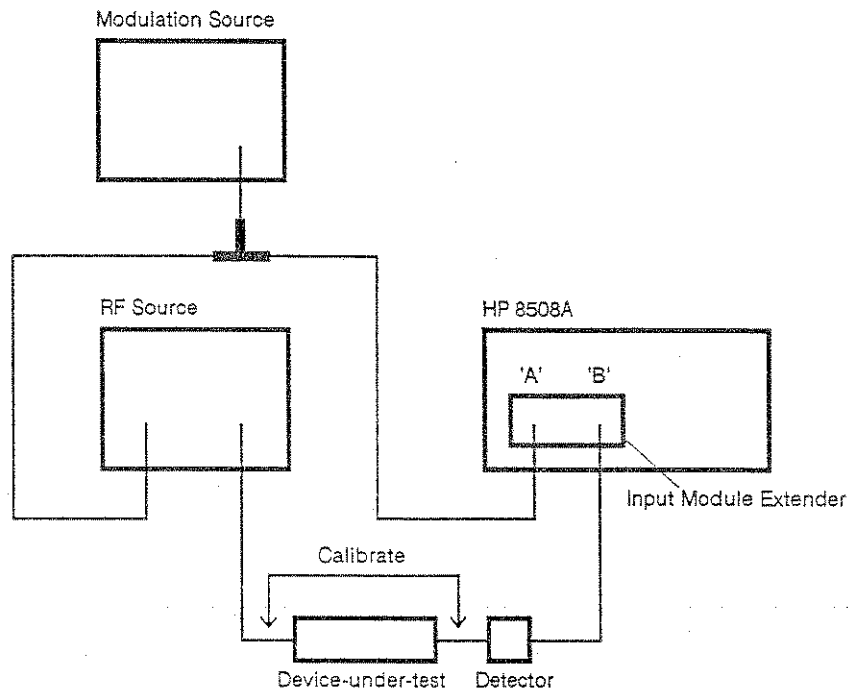 Modulation Source
RF Source
HP 8508A
'A'
'B'
Input Module Extender
Calibrate
Device-under-test
Detector